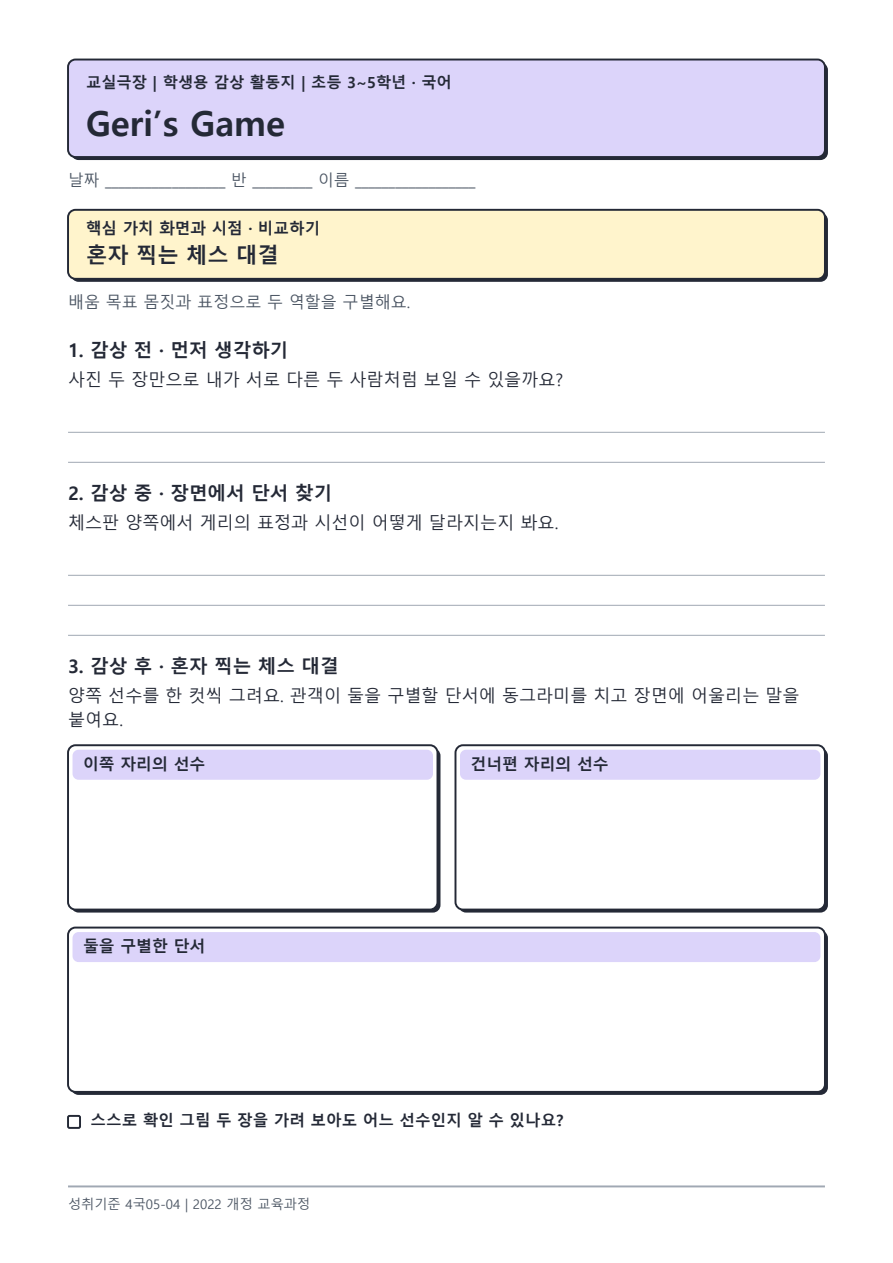 교실극장 | 학생용 감상 활동지 | 초등 3~5학년 · 국어
Geri’s Game
날짜 _______________ 반 _______ 이름 _______________
핵심 가치 화면과 시점 · 비교하기
혼자 찍는 체스 대결
배움 목표 몸짓과 표정으로 두 역할을 구별해요.
1. 감상 전 · 먼저 생각하기
사진 두 장만으로 내가 서로 다른 두 사람처럼 보일 수 있을까요?
2. 감상 중 · 장면에서 단서 찾기
체스판 양쪽에서 게리의 표정과 시선이 어떻게 달라지는지 봐요.
3. 감상 후 · 혼자 찍는 체스 대결
양쪽 선수를 한 컷씩 그려요. 관객이 둘을 구별할 단서에 동그라미를 치고 장면에 어울리는 말을
붙여요.
이쪽 자리의 선수
건너편 자리의 선수
둘을 구별한 단서
스스로 확인 그림 두 장을 가려 보아도 어느 선수인지 알 수 있나요?
성취기준 4국05-04 | 2022 개정 교육과정